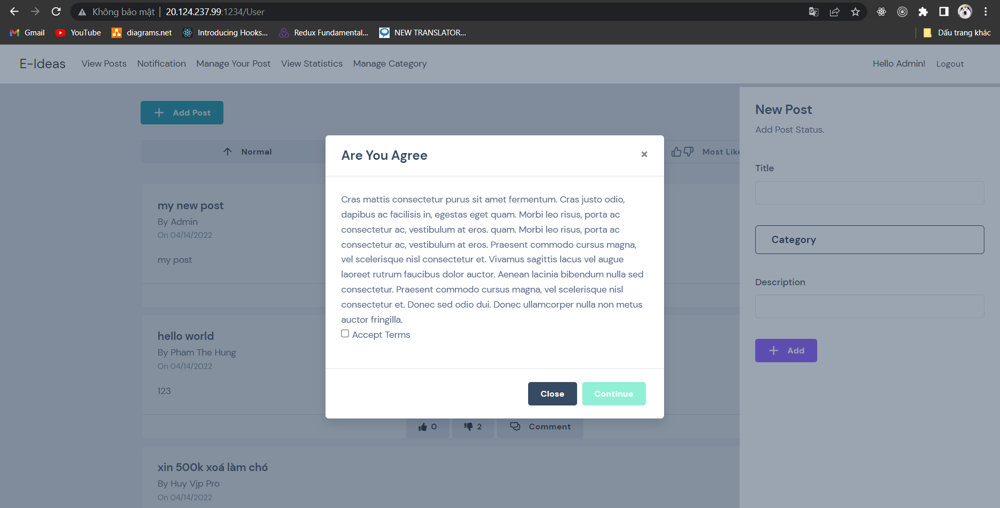 Không bảo mật 20.124.237.99:1234/User
Gmail YouTube diagrams.net Introducing Hooks... Redux Fundamental... NEW TRANSLATOR... Dấu trang khác
E-Ideas View Posts Notification Manage Your Post View Statistics Manage Category Hello Admin! Logout
Add Post
Normal
Most Like
my new post
By Admin
On 04/14/2022
my post
hello world
By Pham The Hung
On 04/14/2022
123
0 2 Comment
xin 500k xoá làm chó
By Huy Vjp Pro
On 04/14/2022
Are You Agree ×
Cras mattis consectetur purus sit amet fermentum. Cras justo odio,
dapibus ac facilisis in, egestas eget quam. Morbi leo risus, porta ac
consectetur ac, vestibulum at eros. quam. Morbi leo risus, porta ac
consectetur ac, vestibulum at eros. Praesent commodo cursus magna,
vel scelerisque nisl consectetur et. Vivamus sagittis lacus vel augue
laoreet rutrum faucibus dolor auctor. Aenean lacinia bibendum nulla sed
consectetur. Praesent commodo cursus magna, vel scelerisque nisl
consectetur et. Donec sed odio dui. Donec ullamcorper nulla non metus
auctor fringilla.
Accept Terms
Close Continue
New Post
Add Post Status.
Title
Category
Description
Add